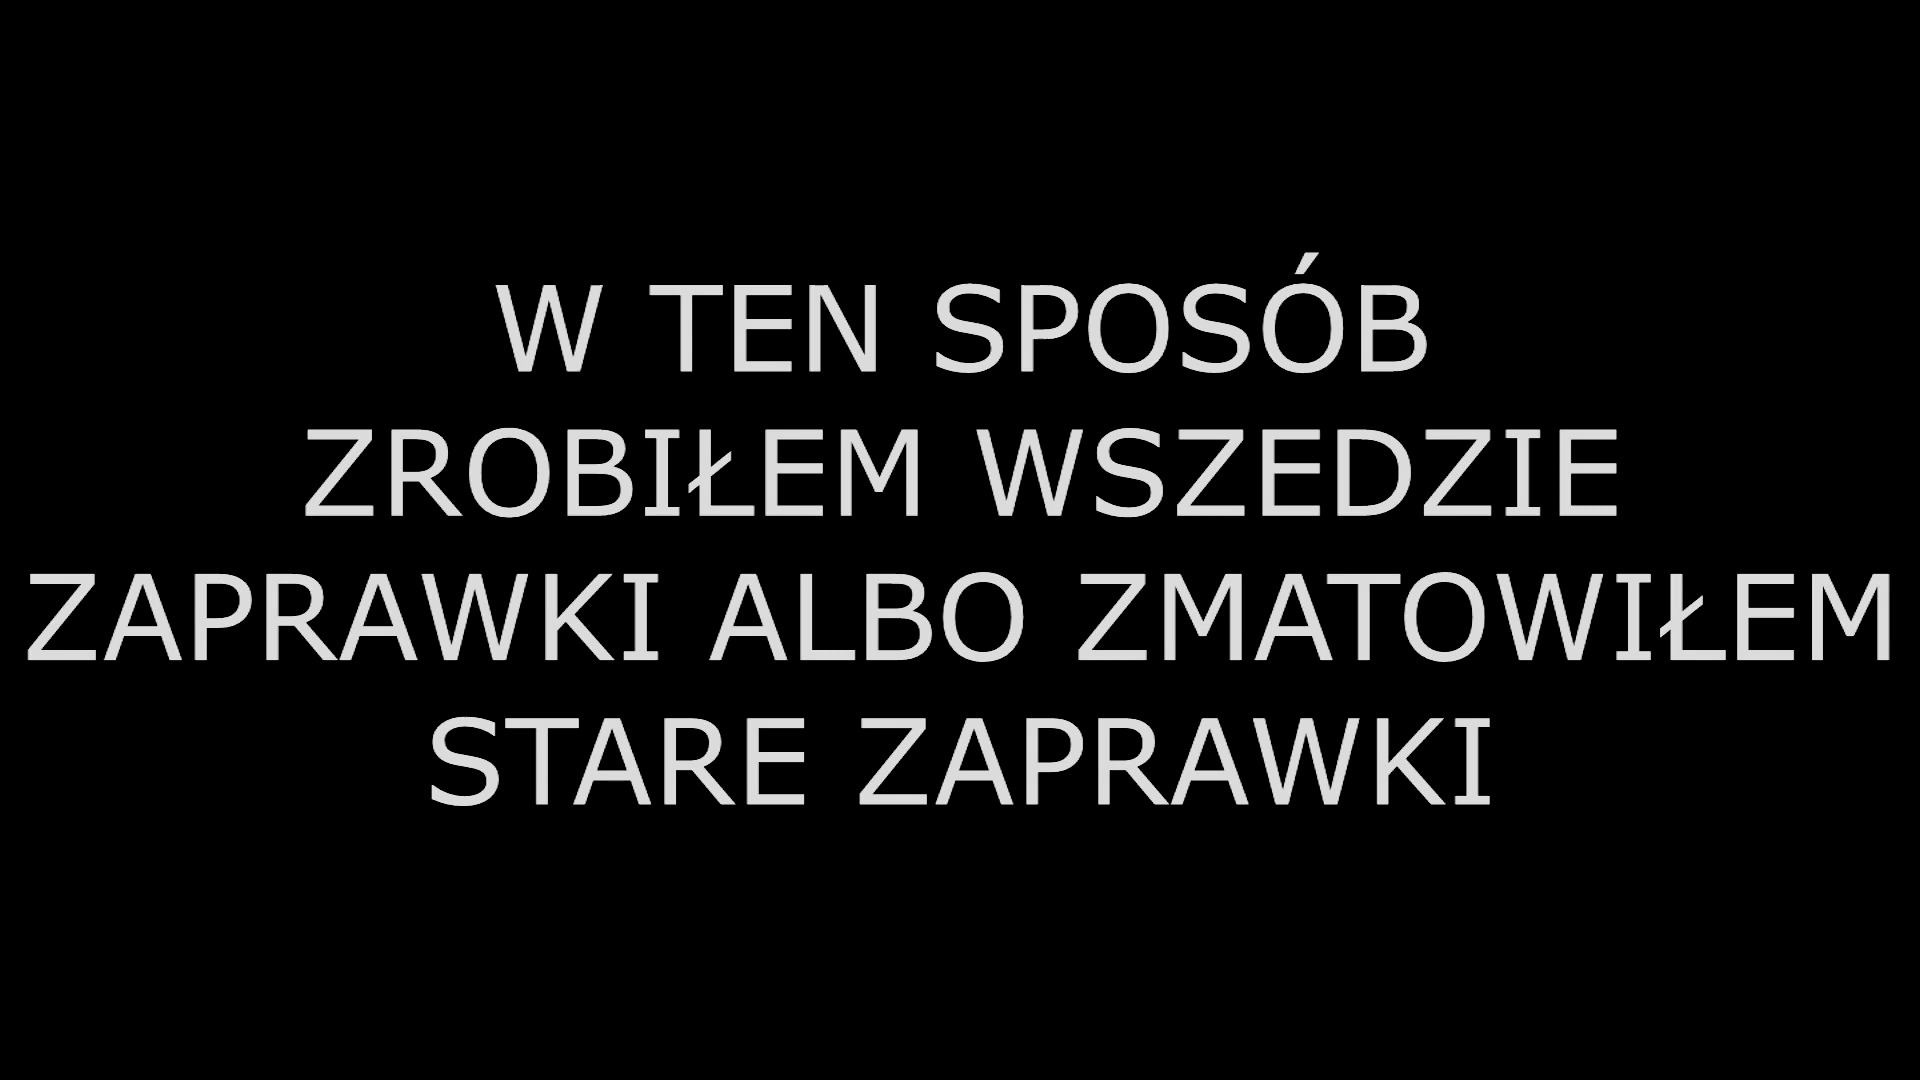 W TEN SPOSÓB
ZROBIŁEM WSZEDZIE
ZAPRAWKI ALBO ZMATOWIŁEM
STARE ZAPRAWKI